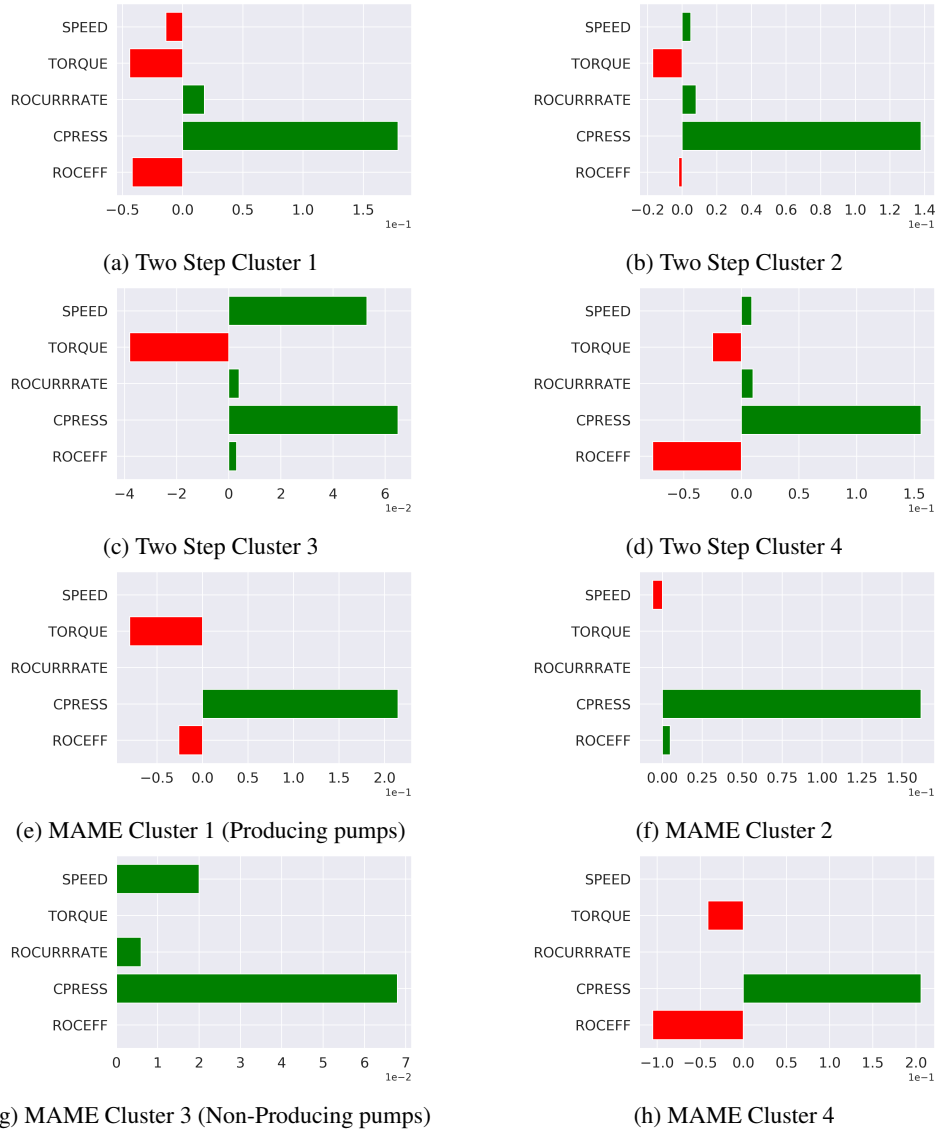 SPEED
TORQUE
ROCURRRATE
CPRESS
ROCEFF
−0.5 0.0 0.5 1.0 1.5
1e−1
(a) Two Step Cluster 1
SPEED
TORQUE
ROCURRRATE
CPRESS
ROCEFF
−0.2 0.0 0.2 0.4 0.6 0.8 1.0 1.2 1.4
1e−1
(b) Two Step Cluster 2
SPEED
TORQUE
ROCURRRATE
CPRESS
ROCEFF
−4 −2 0 2 4 6
1e−2
(c) Two Step Cluster 3
SPEED
TORQUE
ROCURRRATE
CPRESS
ROCEFF
−0.5 0.0 0.5 1.0 1.5
1e−1
(d) Two Step Cluster 4
SPEED
TORQUE
ROCURRRATE
CPRESS
ROCEFF
−0.5 0.0 0.5 1.0 1.5 2.0
1e−1
(e) MAME Cluster 1 (Producing pumps)
SPEED
TORQUE
ROCURRRATE
CPRESS
ROCEFF
0.00 0.25 0.50 0.75 1.00 1.25 1.50
1e−1
(f) MAME Cluster 2
SPEED
TORQUE
ROCURRRATE
CPRESS
ROCEFF
0 1 2 3 4 5 6 7
1e−2
g) MAME Cluster 3 (Non-Producing pumps)
SPEED
TORQUE
ROCURRRATE
CPRESS
ROCEFF
−1.0 −0.5 0.0 0.5 1.0 1.5 2.0
1e−1
(h) MAME Cluster 4